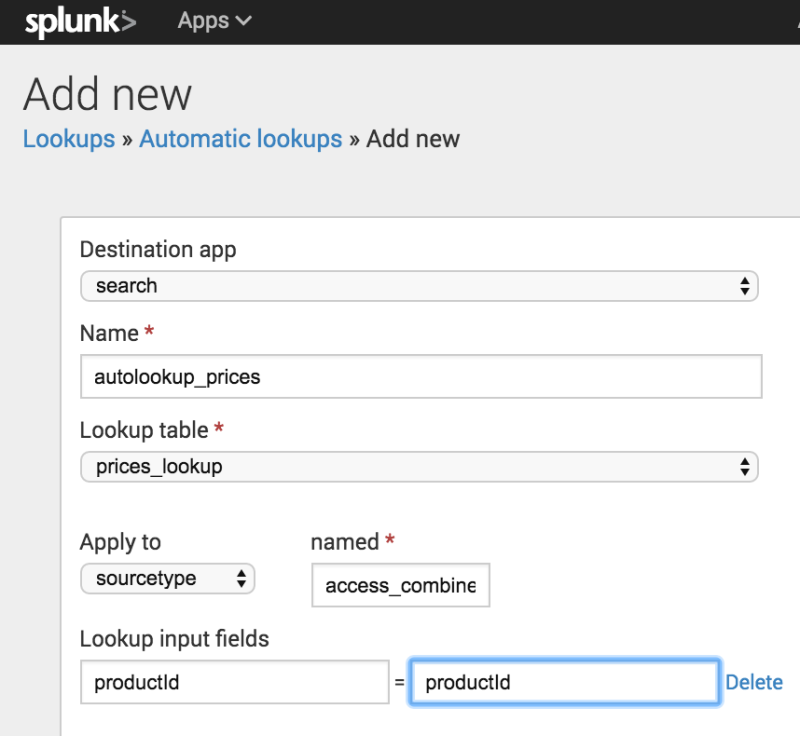 splunk> Apps
Add new
Lookups » Automatic lookups » Add new
Destination app
search
Name *
autolookup_prices
Lookup table *
prices_lookup
Apply to named *
sourcetype access_combine
Lookup input fields
productId = productId Delete